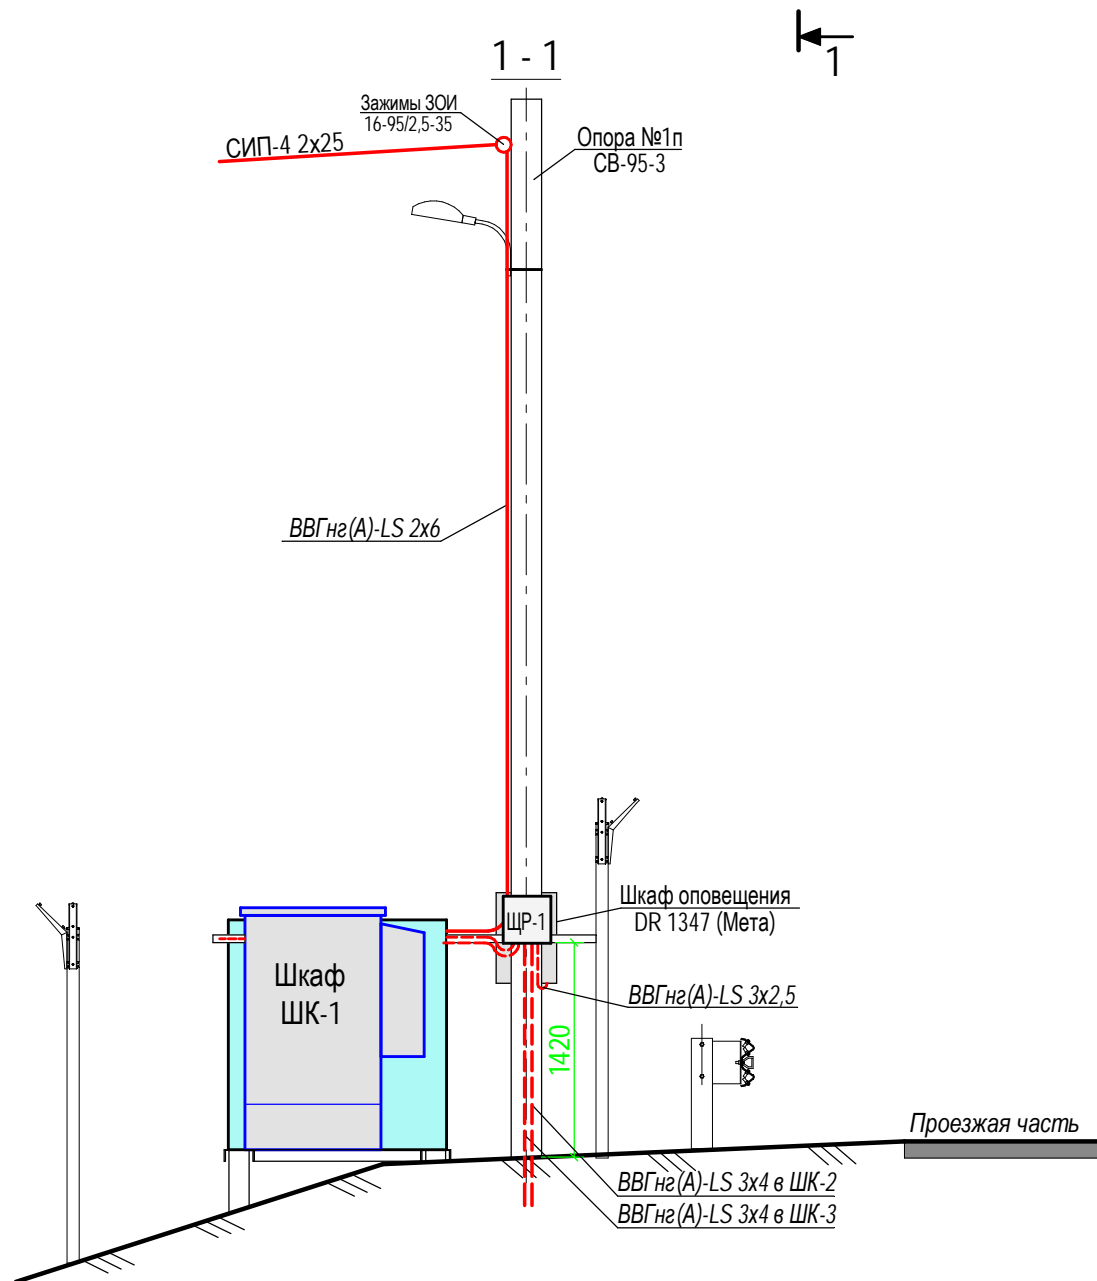 1 - 1
1
Зажимы ЗОИ
16-95/2,5-35
СИП-4 2х25
Опора №1п
СВ-95-3
ВВГнг(А)-LS 2х6
Шкаф оповещения
DR 1347 (Мета)
ЩР-1
Шкаф
ШК-1
ВВГнг(А)-LS 3х2,5
1420
Проезжая часть
ВВГнг(А)-LS 3х4 в ШК-2
ВВГнг(А)-LS 3х4 в ШК-3